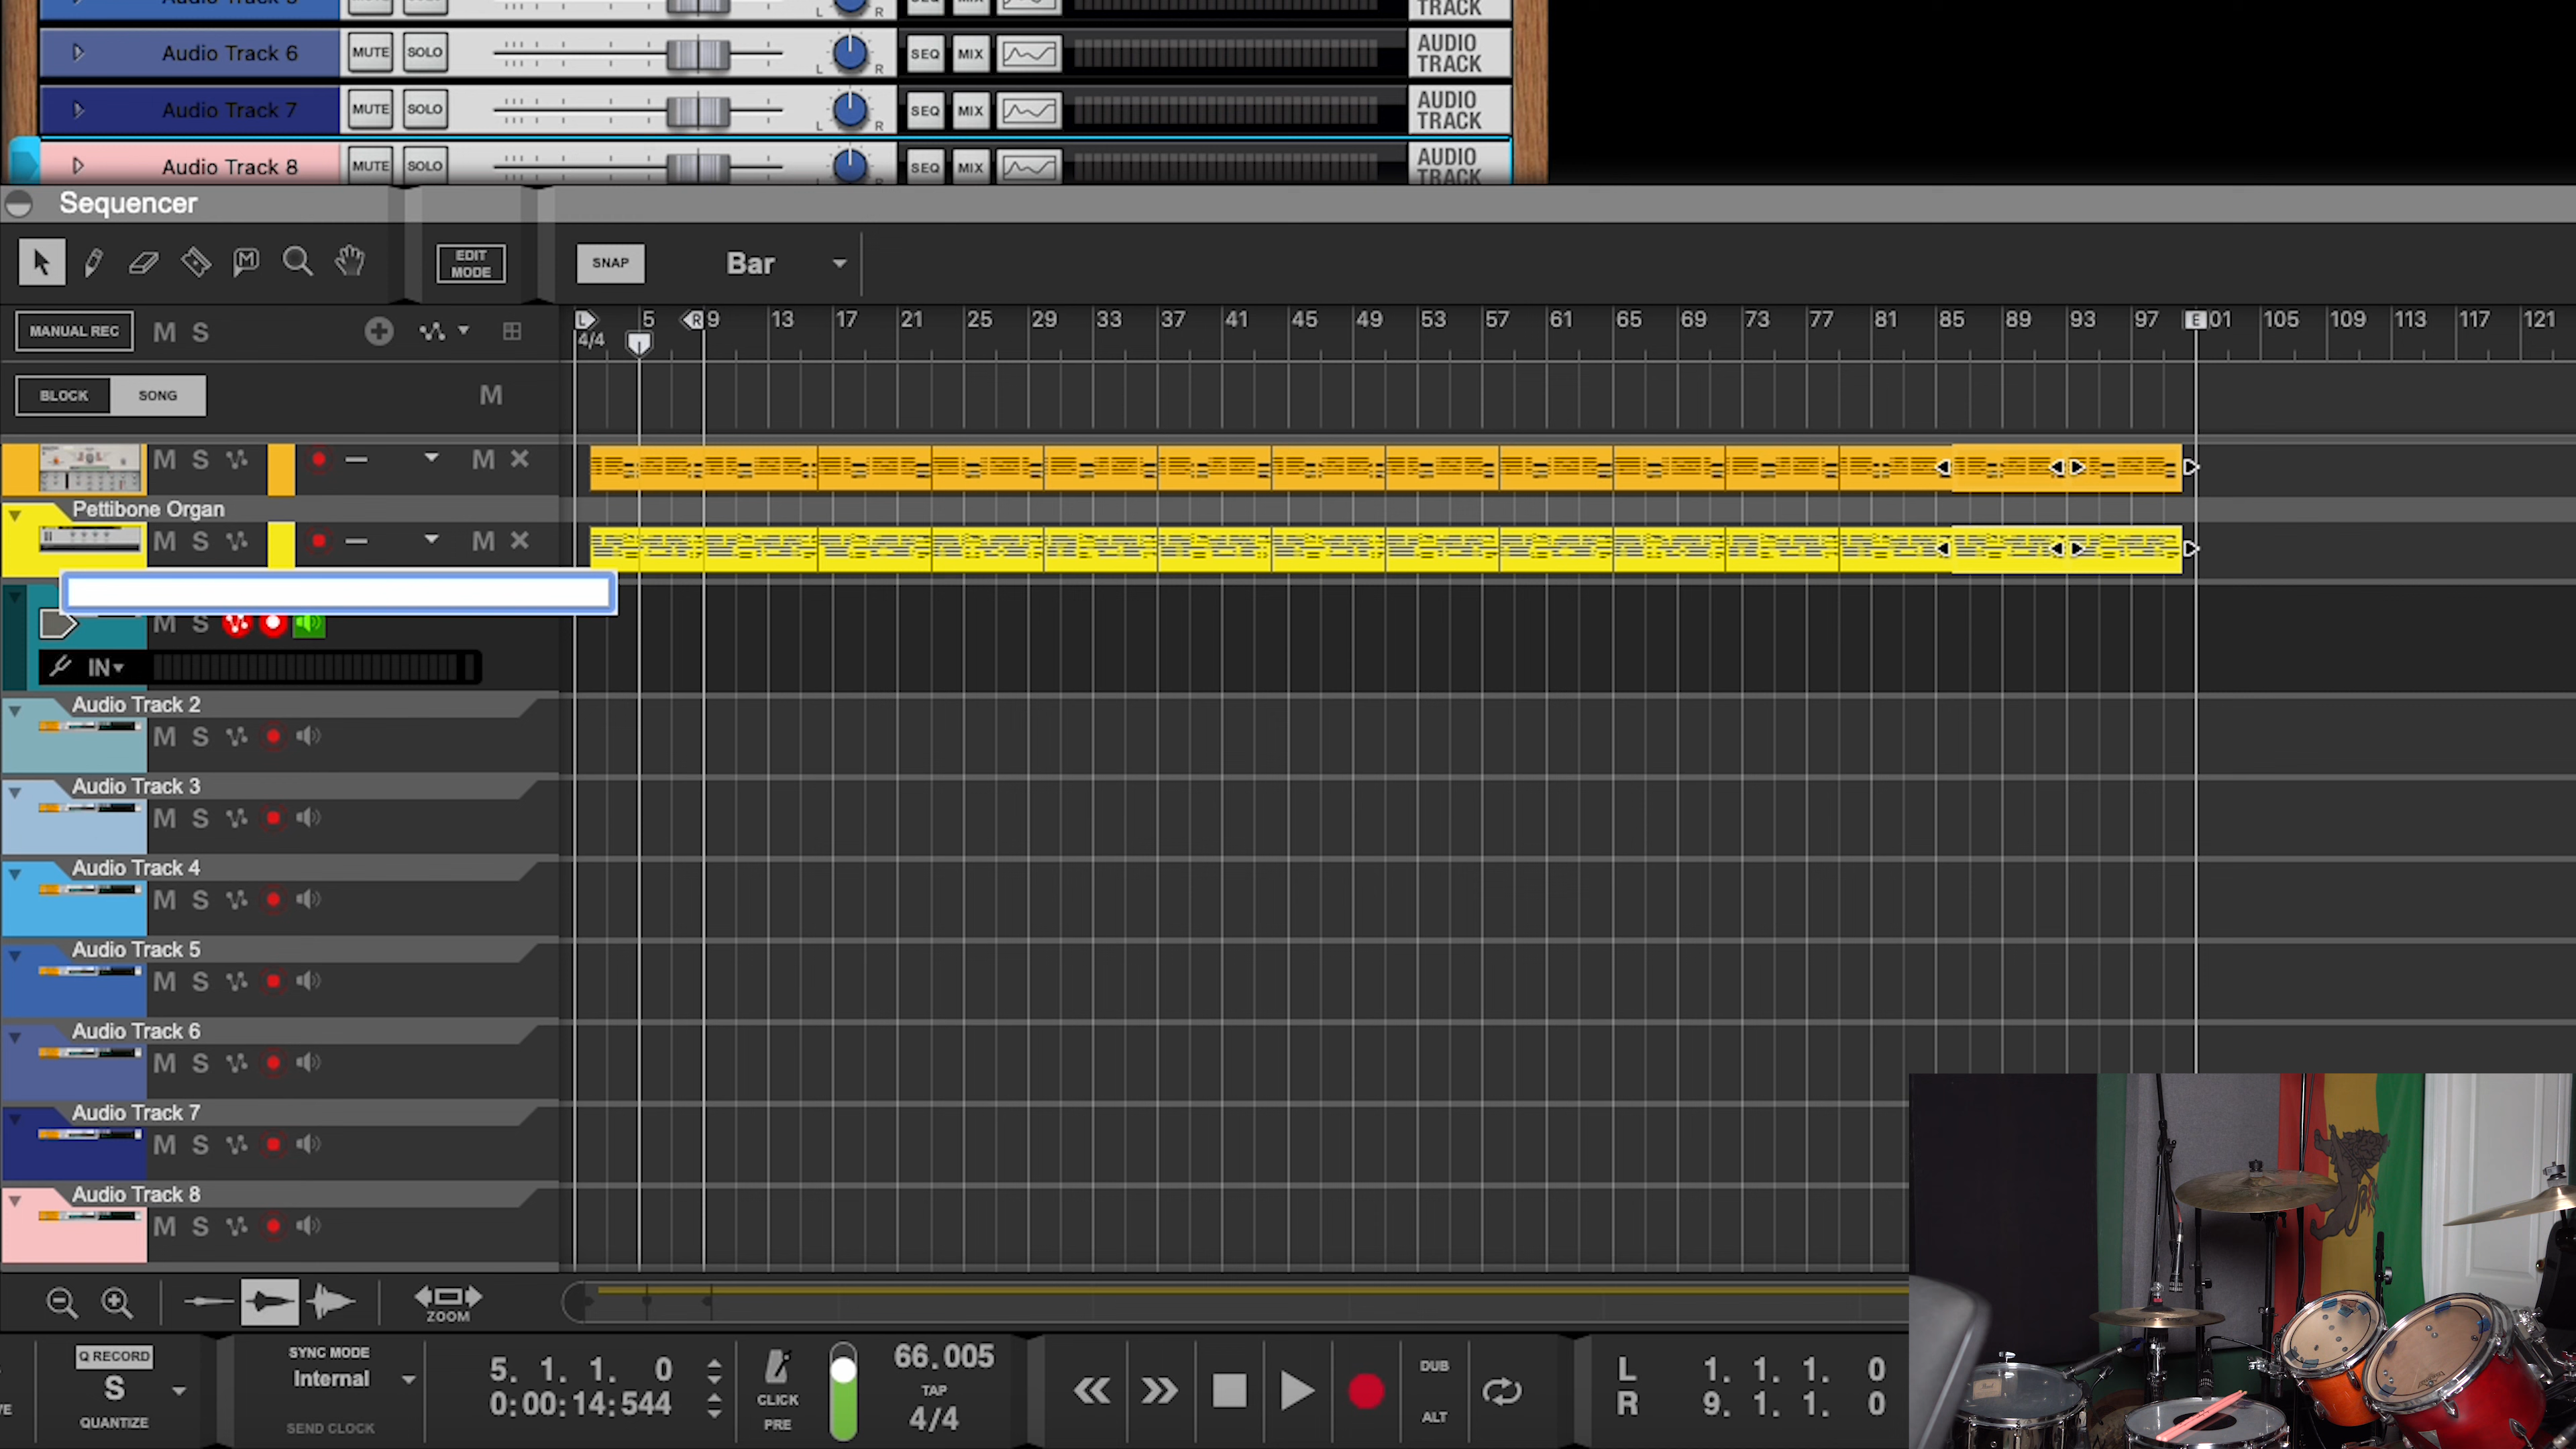 TRACK
Audio Track 6 MUTE SOLO L R SEQ MIX AUDIO TRACK
Audio Track 7 MUTE SOLO L R SEQ MIX AUDIO TRACK
Audio Track 8 MUTE SOLO L R SEQ MIX AUDIO TRACK
Sequencer
M EDIT MODE SNAP Bar
MANUAL REC M S L 5 R 9 13 17 21 25 29 33 37 41 45 49 53 57 61 65 69 73 77 81 85 89 93 97 E 01 105 109 113 117 121
4/4
BLOCK SONG M
M S M
Pettibone Organ
M S M
M S
IN
Audio Track 2
M S
Audio Track 3
M S
Audio Track 4
M S
Audio Track 5
M S
Audio Track 6
M S
Audio Track 7
M S
Audio Track 8
M S
ZOOM
Q RECORD
S
QUANTIZE
SYNC MODE
Internal
SEND CLOCK
5. 1. 1. 0
0:00:14:544
CLICK
PRE
66.005
TAP
4/4
DUB
ALT
L 1. 1. 1. 0
R 9. 1. 1. 0